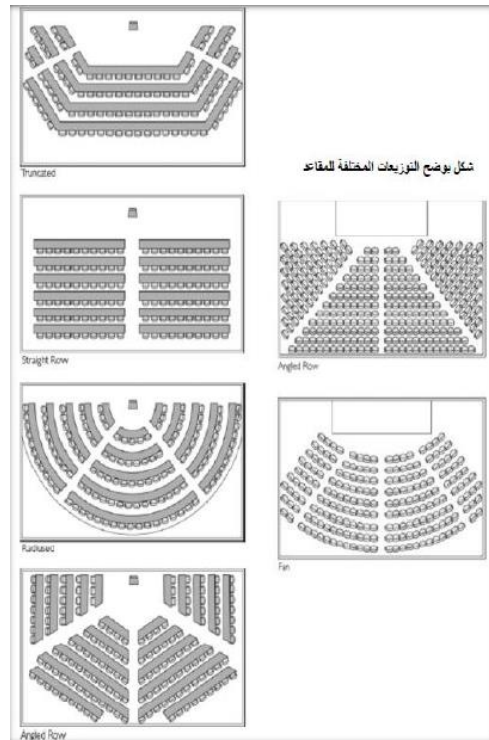 Truncated
شكل يوضح التوزيعات المختلفة للمقاعد
Straight Row
Angled Row
Radiused
Fan
Angled Row